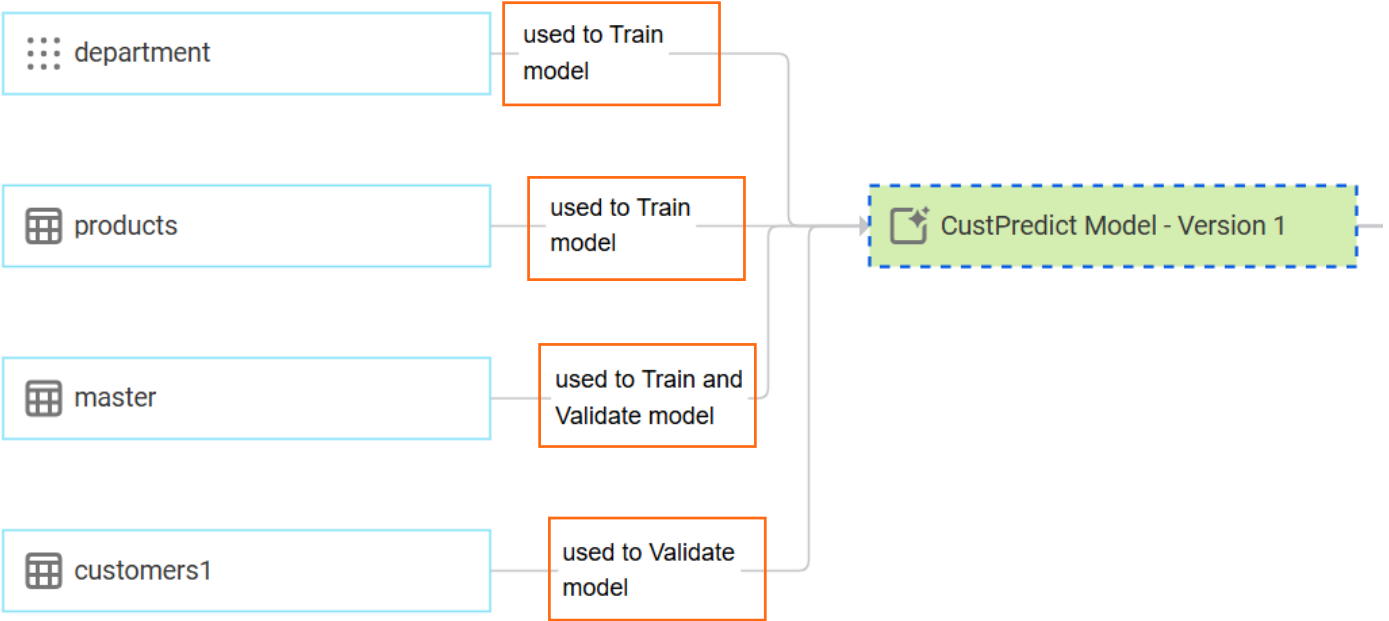 department
used to Train
model
products
used to Train
model
CustPredict Model - Version 1
master
used to Train and
Validate model
customers1
used to Validate
model